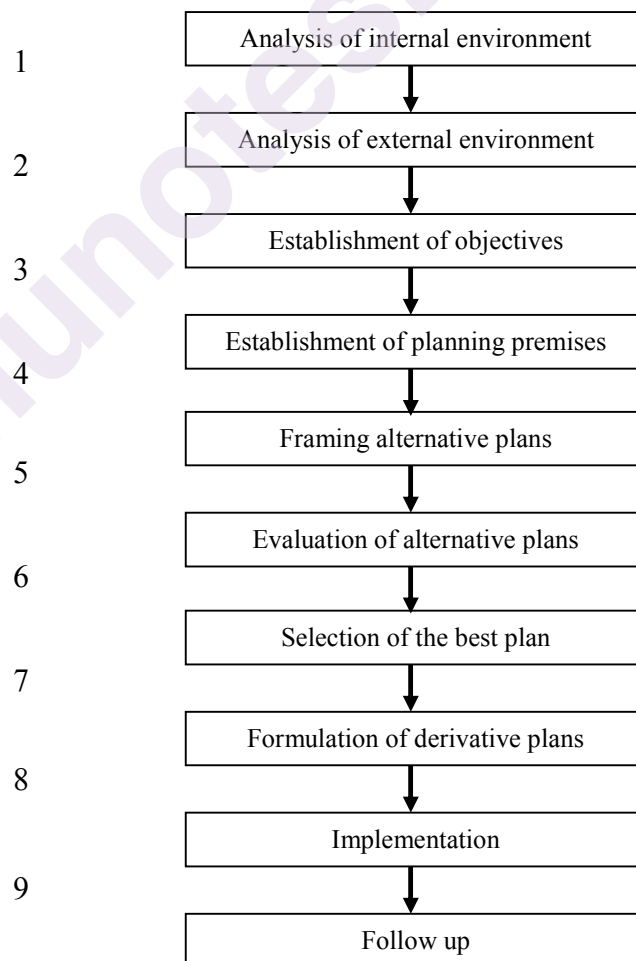 Analysis of internal environment
1
Analysis of external environment
2
Establishment of objectives
3
Establishment of planning premises
4
Framing alternative plans
5
Evaluation of alternative plans
6
Selection of the best plan
7
Formulation of derivative plans
8
Implementation
9
Follow up
munotes